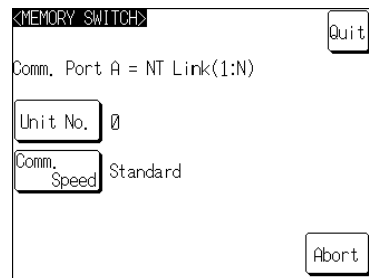 <MEMORY SWITCH>
Quit
Comm. Port A = NT Link(1:N)
Unit No. 0
Comm.
Speed Standard
Abort